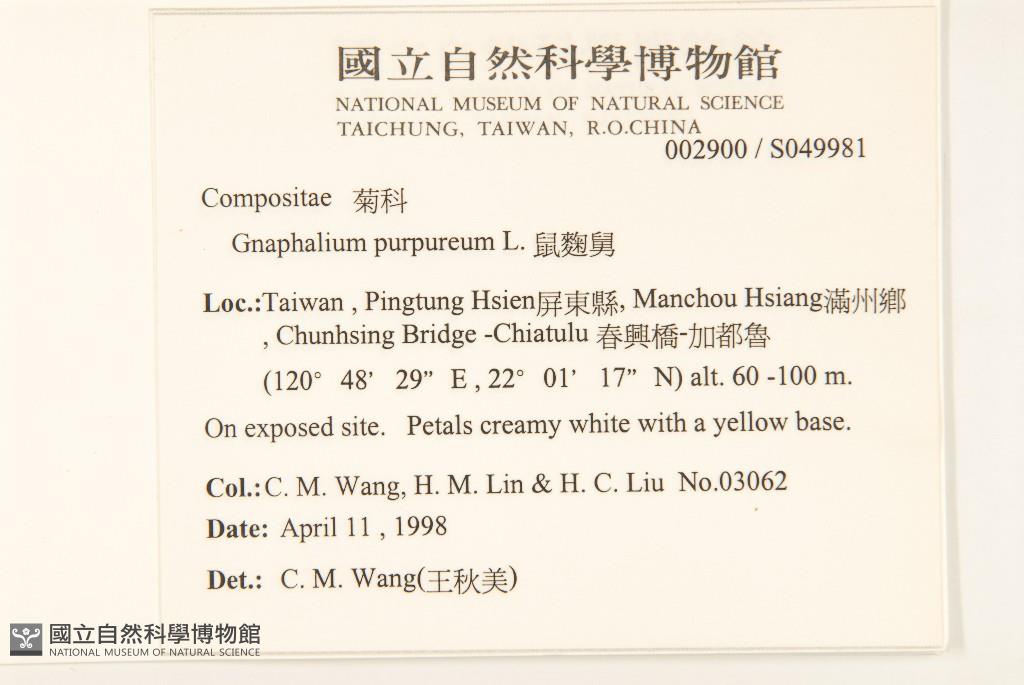 國立自然科學博物館
NATIONAL MUSEUM OF NATURAL SCIENCE
TAICHUNG, TAIWAN, R.O.CHINA
002900 / S049981
Compositae 菊科
Gnaphalium purpureum L. 鼠麴舅
Loc.:Taiwan , Pingtung Hsien屏東縣, Manchou Hsiang滿州鄉
, Chunhsing Bridge -Chiatulu 春興橋-加都魯
(120° 48’ 29” E , 22° 01’ 17” N) alt. 60 -100 m.
On exposed site. Petals creamy white with a yellow base.
Col.: C. M. Wang, H. M. Lin & H. C. Liu No.03062
Date: April 11 , 1998
Det.: C. M. Wang(王秋美)
國立自然科學博物館
NATIONAL MUSEUM OF NATURAL SCIENCE